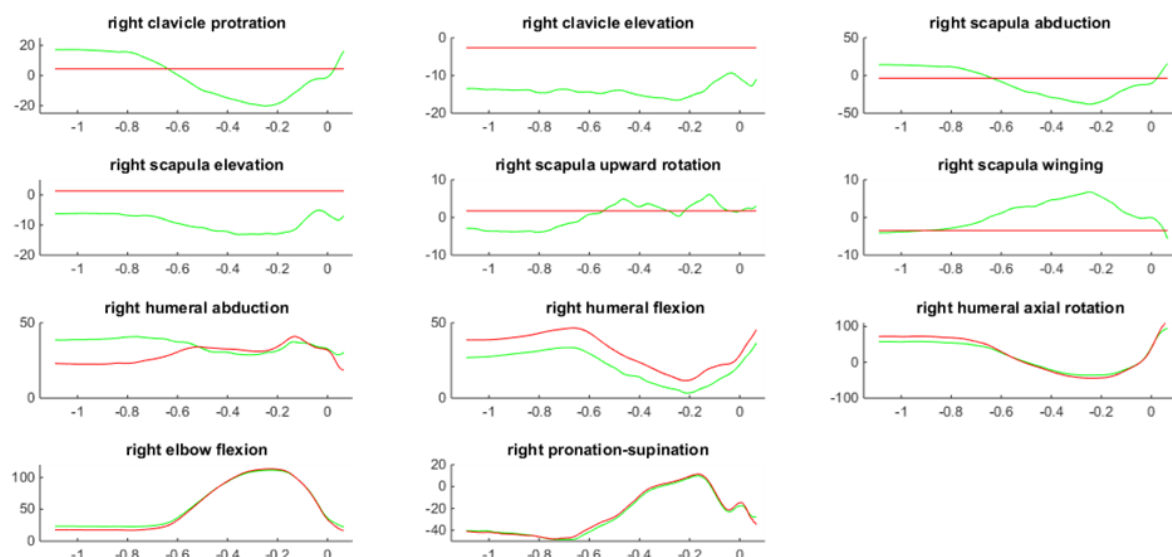 right clavicle protration
right clavicle elevation
right scapula abduction
20
0
-20
-1 -0.8 -0.6 -0.4 -0.2 0
0
-10
-20
-1 -0.8 -0.6 -0.4 -0.2 0
50
0
-50
-1 -0.8 -0.6 -0.4 -0.2 0
right scapula elevation
right scapula upward rotation
right scapula winging
0
-10
-20
-1 -0.8 -0.6 -0.4 -0.2 0
10
0
-10
-1 -0.8 -0.6 -0.4 -0.2 0
10
0
-10
-1 -0.8 -0.6 -0.4 -0.2 0
right humeral abduction
right humeral flexion
right humeral axial rotation
50
0
-1 -0.8 -0.6 -0.4 -0.2 0
50
0
-1 -0.8 -0.6 -0.4 -0.2 0
100
0
-100
-1 -0.8 -0.6 -0.4 -0.2 0
right elbow flexion
right pronation-supination
100
50
0
-1 -0.8 -0.6 -0.4 -0.2 0
20
0
-20
-40
-1 -0.8 -0.6 -0.4 -0.2 0